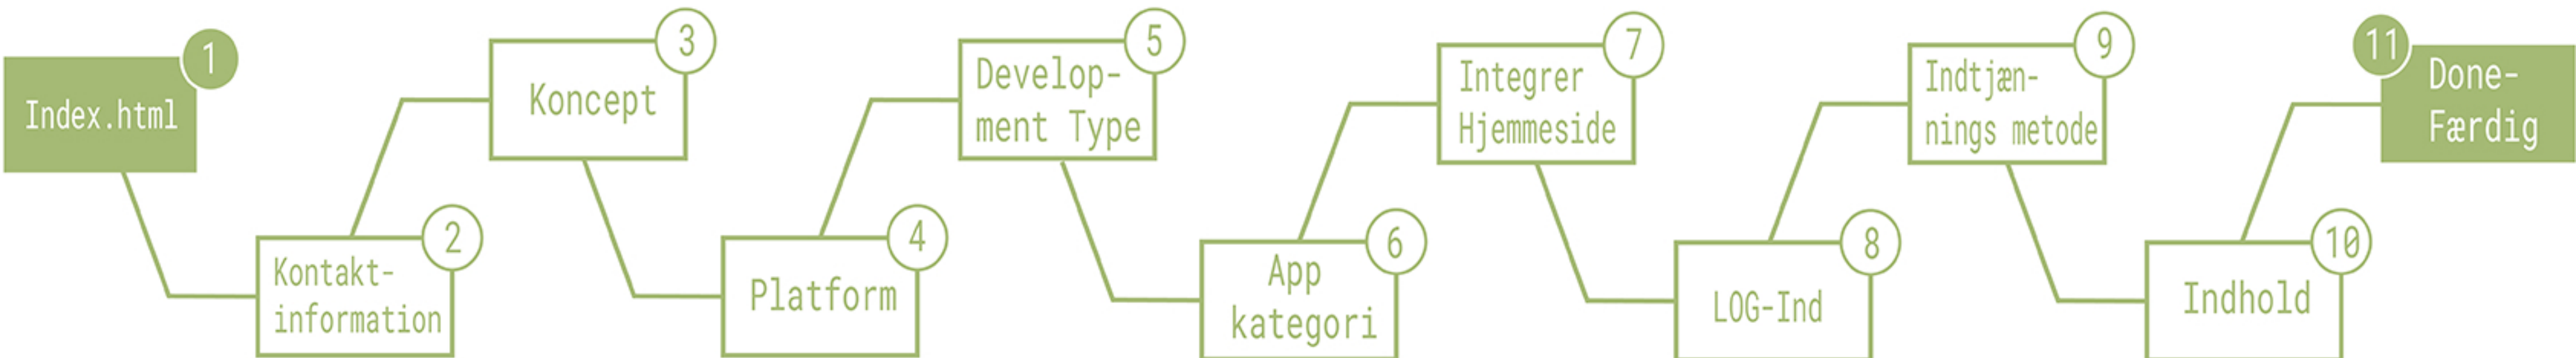 1
Index.html
2
Kontakt-
information
3
Koncept
4
Platform
5
Develop-
ment Type
6
App
kategori
7
Integrer
Hjemmeside
8
LOG-Ind
9
Indtjæn-
nings metode
10
Indhold
11
Done-
Færdig